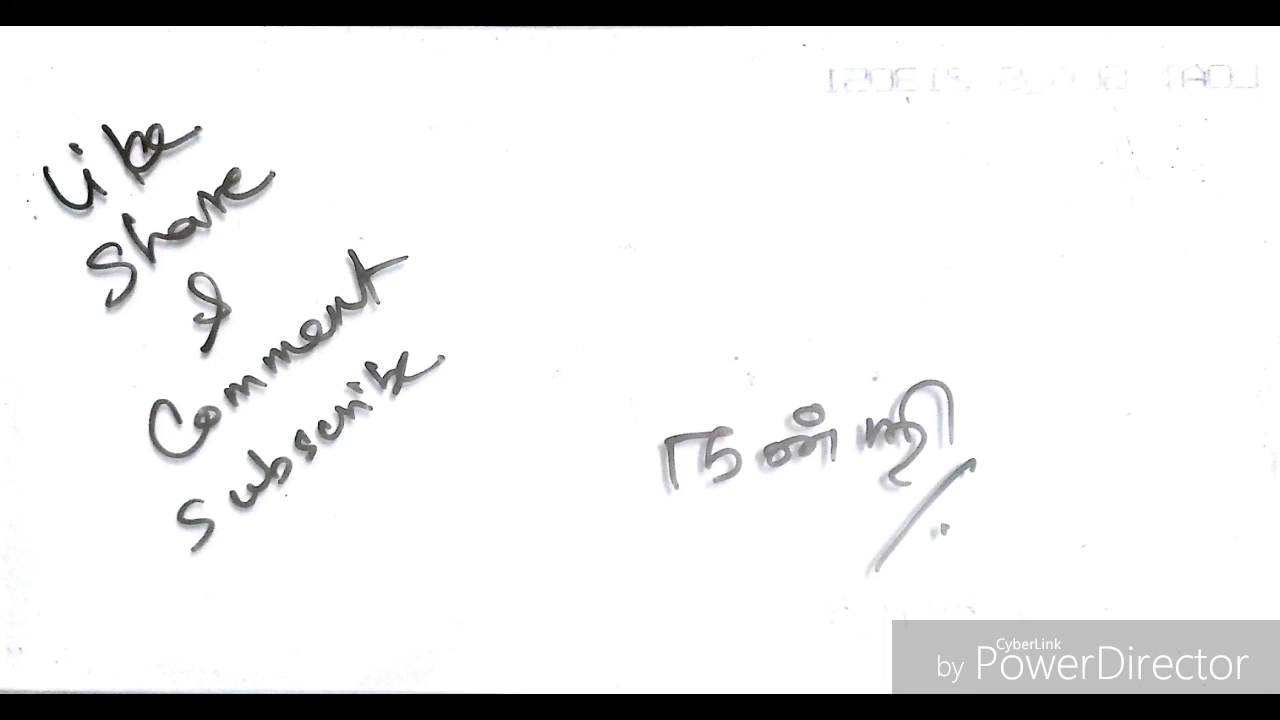 Like
Share
&
Comment
Subscribe
நன்றி
CyberLink
by PowerDirector